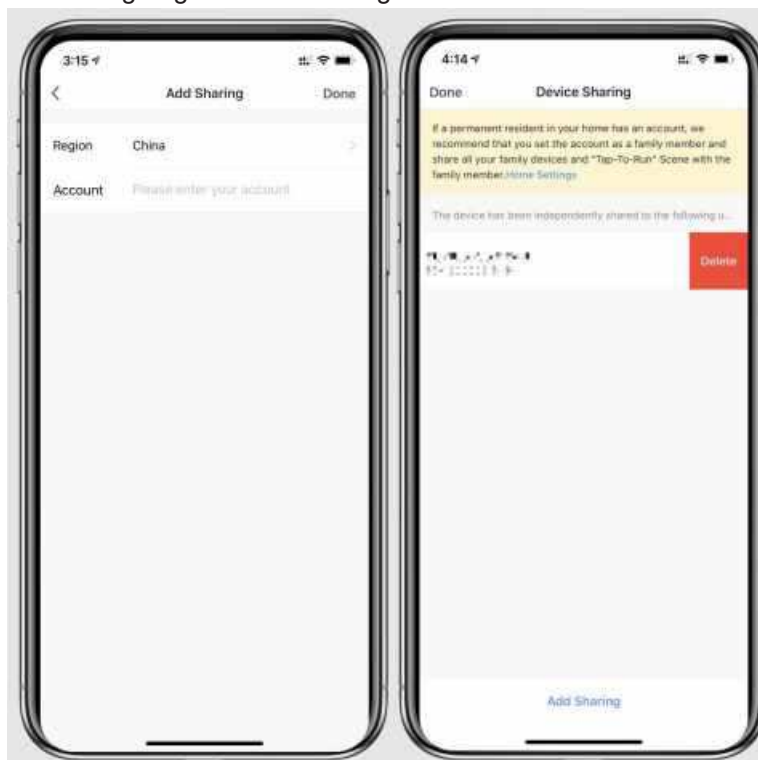 3:15
Add Sharing
Done
Region
China
Account
Please enter your account
4:14
Done
Device Sharing
If a permanent resident in your home has an account, we
recommend that you set the account as a family member and
share all your family devices and "Tap-To-Run" Scene with the
family member.Home Settings
The device has been independently shared to the following u...
Delete
Add Sharing